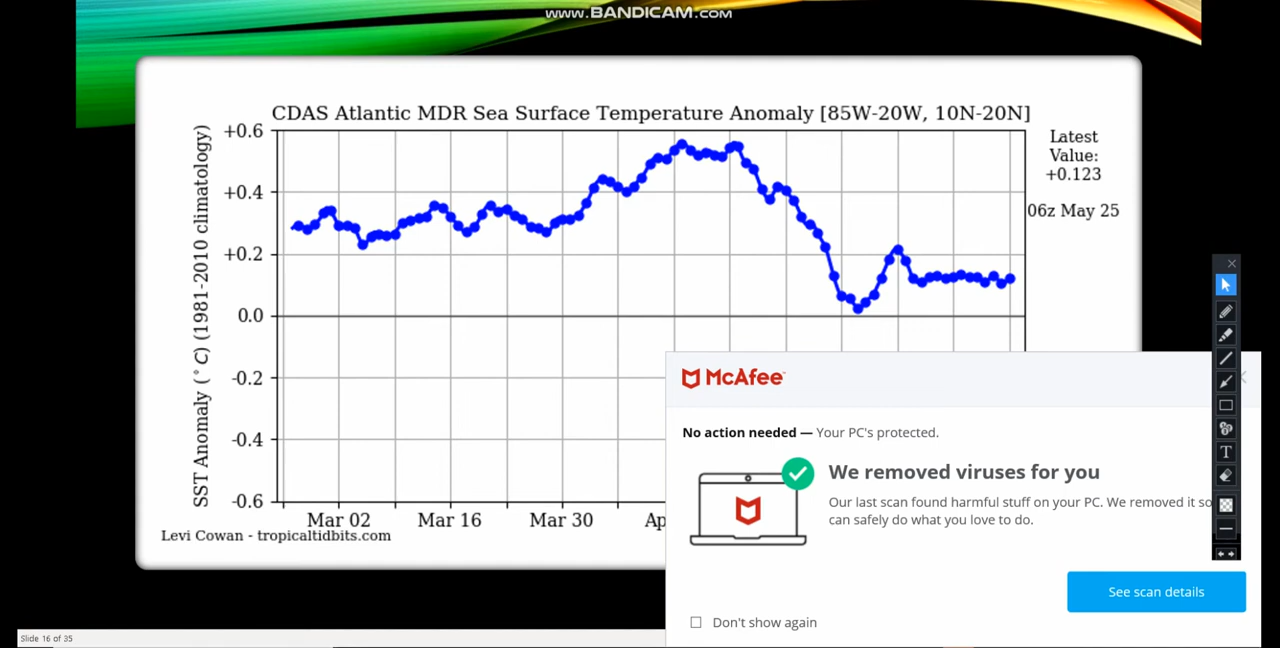 www.BANDICAM.com
CDAS Atlantic MDR Sea Surface Temperature Anomaly [85W-20W, 10N-20N]
SST Anomaly (°C) (1981-2010 climatology)
+0.6
+0.4
+0.2
0.0
-0.2
-0.4
-0.6
Latest
Value:
+0.123
06z May 25
Mar 02 Mar 16 Mar 30 Ap
Levi Cowan - tropicaltidbits.com
McAfee
No action needed — Your PC's protected.
We removed viruses for you
Our last scan found harmful stuff on your PC. We removed it so
can safely do what you love to do.
See scan details
Don't show again
T
Slide 16 of 35